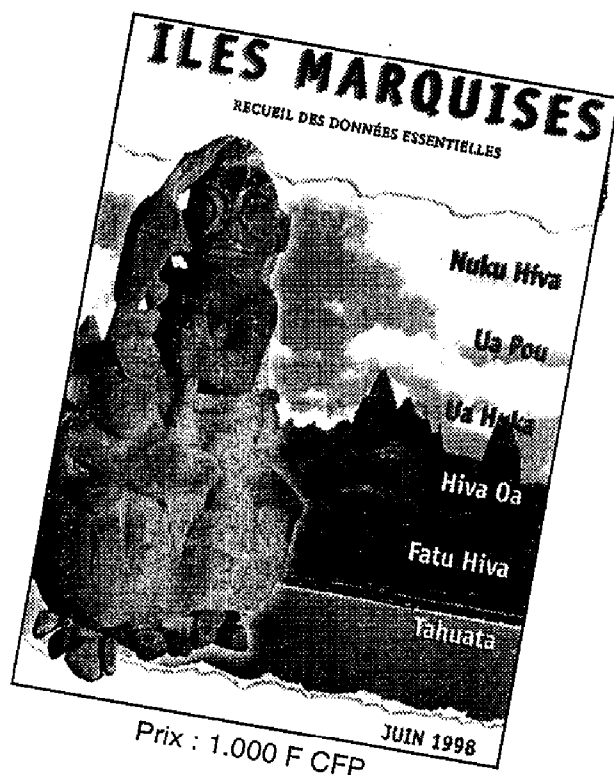 ILES MARQUISES
RECUEIL DES DONNÉES ESSENTIELLES
Nuku Hiva
Ua Pou
Ua Huka
Hiva Oa
Fatu Hiva
Tahuata
JUIN 1998
Prix : 1.000 F CFP